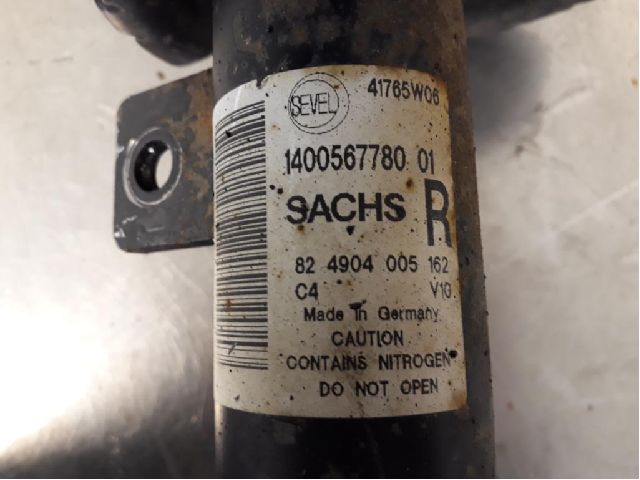 SEVEL 41765W06
1400567780 01
SACHS R
82 4904 005 162
C4 V10
Made in Germany
CAUTION
CONTAINS NITROGEN
DO NOT OPEN